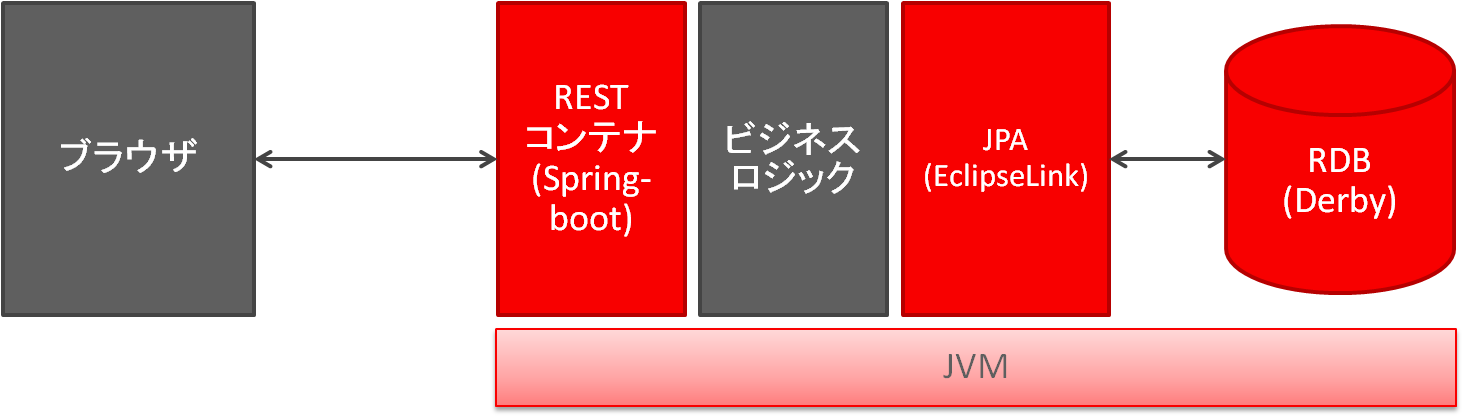 ブラウザ
REST
コンテナ
(Spring-
boot)
ビジネス
ロジック
JPA
(EclipseLink)
RDB
(Derby)
JVM